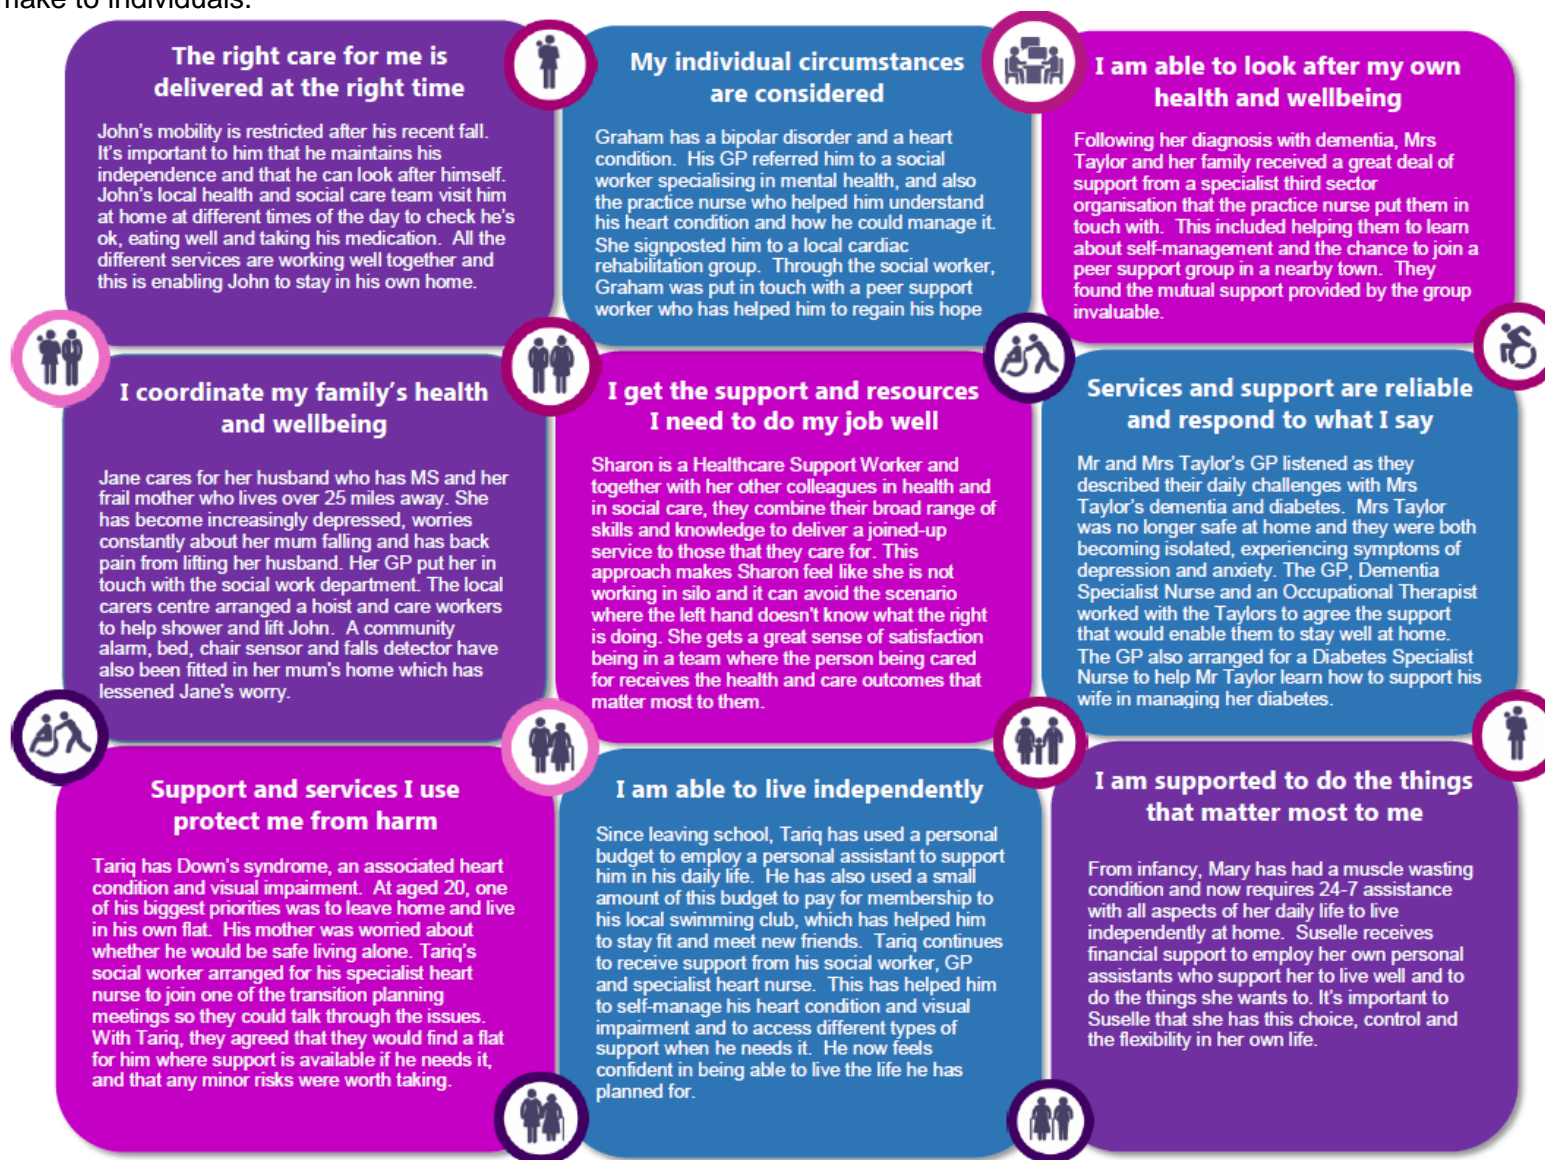 make to individuals.
The right care for me is
delivered at the right time
John's mobility is restricted after his recent fall.
It's important to him that he maintains his
independence and that he can look after himself.
John's local health and social care team visit him
at home at different times of the day to check he's
ok, eating well and taking his medication.  All the
different services are working well together and
this is enabling John to stay in his own home.
My individual circumstances
are considered
Graham has a bipolar disorder and a heart
condition.  His GP referred him to a social
worker specialising in mental health, and also
the practice nurse who helped him understand
his heart condition and how he could manage it.
She signposted him to a local cardiac
rehabilitation group.  Through the social worker,
Graham was put in touch with a peer support
worker who has helped him to regain his hope
I am able to look after my own
health and wellbeing
Following her diagnosis with dementia, Mrs
Taylor and her family received a great deal of
support from a specialist third sector
organisation that the practice nurse put them in
touch with.  This included helping them to learn
about self-management and the chance to join a
peer support group in a nearby town.  They
found the mutual support provided by the group
invaluable.
I coordinate my family's health
and wellbeing
Jane cares for her husband who has MS and her
frail mother who lives over 25 miles away. She
has become increasingly depressed, worries
constantly about her mum falling and has back
pain from lifting her husband. Her GP put her in
touch with the social work department. The local
carers centre arranged a hoist and care workers
to help shower and lift John.  A community
alarm, bed, chair sensor and falls detector have
also been fitted in her mum's home which has
lessened Jane's worry.
I get the support and resources
I need to do my job well
Sharon is a Healthcare Support Worker and
together with her other colleagues in health and
in social care, they combine their broad range of
skills and knowledge to deliver a joined-up
service to those that they care for. This
approach makes Sharon feel like she is not
working in silo and it can avoid the scenario
where the left hand doesn't know what the right
is doing. She gets a great sense of satisfaction
being in a team where the person being cared
for receives the health and care outcomes that
matter most to them.
Services and support are reliable
and respond to what I say
Mr and Mrs Taylor's GP listened as they
described their daily challenges with Mrs
Taylor's dementia and diabetes.  Mrs Taylor
was no longer safe at home and they were both
becoming isolated, experiencing symptoms of
depression and anxiety. The GP, Dementia
Specialist Nurse and an Occupational Therapist
worked with the Taylors to agree the support
that would enable them to stay well at home.
The GP also arranged for a Diabetes Specialist
Nurse to help Mr Taylor learn how to support his
wife in managing her diabetes.
Support and services I use
protect me from harm
Tariq has Down's syndrome, an associated heart
condition and visual impairment.  At aged 20, one
of his biggest priorities was to leave home and live
in his own flat.  His mother was worried about
whether he would be safe living alone. Tariq's
social worker arranged for his specialist heart
nurse to join one of the transition planning
meetings so they could talk through the issues.
With Tariq, they agreed that they would find a flat
for him where support is available if he needs it,
and that any minor risks were worth taking.
I am able to live independently
Since leaving school, Tariq has used a personal
budget to employ a personal assistant to support
him in his daily life.  He has also used a small
amount of this budget to pay for membership to
his local swimming club, which has helped him
to stay fit and meet new friends.  Tariq continues
to receive support from his social worker, GP
and specialist heart nurse.  This has helped him
to self-manage his heart condition and visual
impairment and to access different types of
support when he needs it.  He now feels
confident in being able to live the life he has
planned for.
I am supported to do the things
that matter most to me
From infancy, Mary has had a muscle wasting
condition and now requires 24-7 assistance
with all aspects of her daily life to live
independently at home.  Suselle receives
financial support to employ her own personal
assistants who support her to live well and to
do the things she wants to. It's important to
Suselle that she has this choice, control and
the flexibility in her own life.